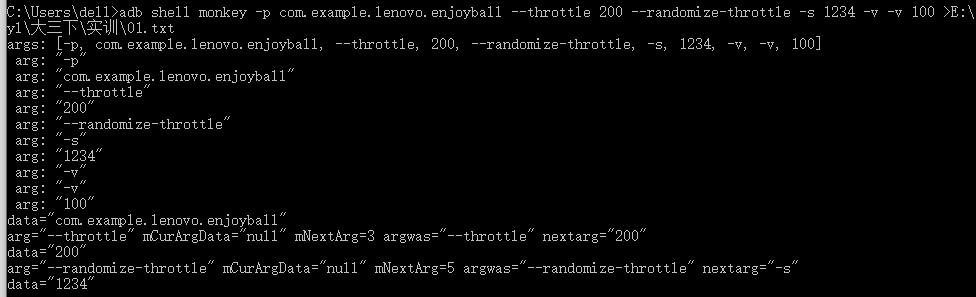 C:\Users\dell>adb shell monkey -p com.example.lenovo.enjoyball --throttle 200 --randomize-throttle -s 1234 -v -v 100 >E:\
yl\大三下\实训\01.txt
args: [-p, com.example.lenovo.enjoyball, --throttle, 200, --randomize-throttle, -s, 1234, -v, -v, 100]
 arg: "-p"
 arg: "com.example.lenovo.enjoyball"
 arg: "--throttle"
 arg: "200"
 arg: "--randomize-throttle"
 arg: "-s"
 arg: "1234"
 arg: "-v"
 arg: "-v"
 arg: "100"
data="com.example.lenovo.enjoyball"
arg="--throttle" mCurArgData="null" mNextArg=3 argwas="--throttle" nextarg="200"
data="200"
arg="--randomize-throttle" mCurArgData="null" mNextArg=5 argwas="--randomize-throttle" nextarg="-s"
data="1234"